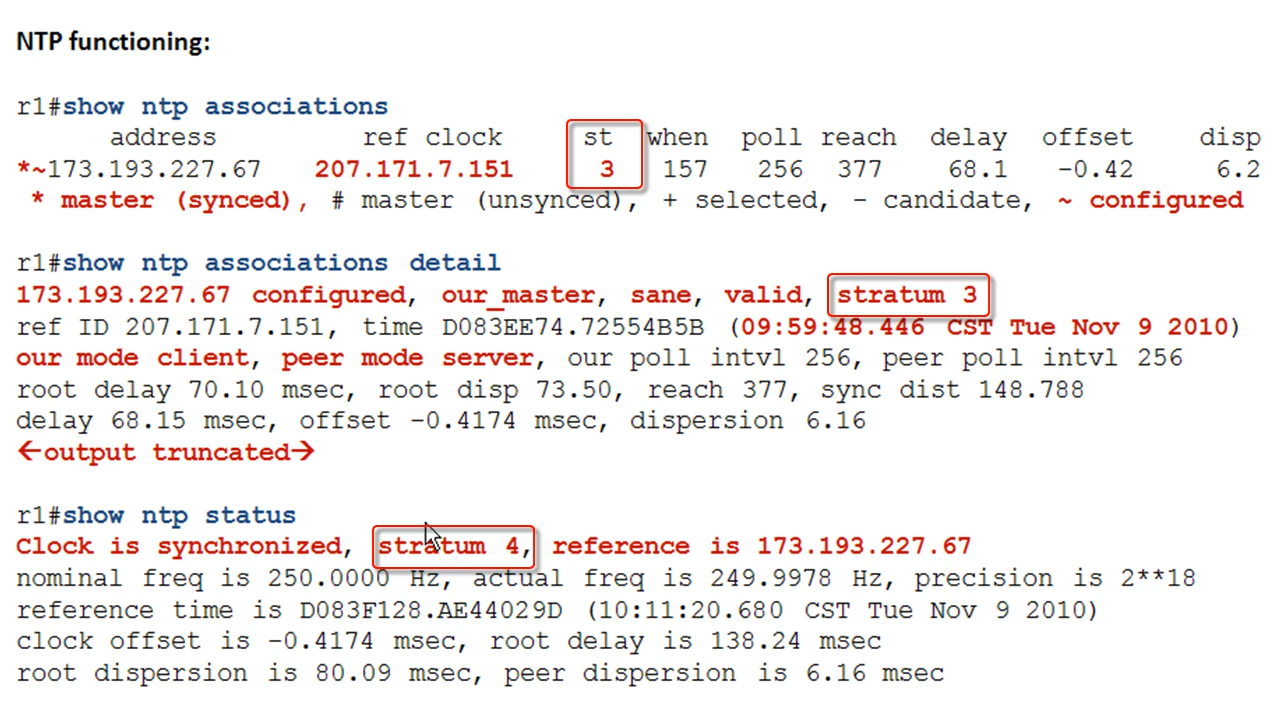 NTP functioning:
r1#show ntp associations
address ref clock st when poll reach delay offset disp
*~173.193.227.67 207.171.7.151 3 157 256 377 68.1 -0.42 6.2
* master (synced), # master (unsynced), + selected, - candidate, ~ configured
r1#show ntp associations detail
173.193.227.67 configured, our_master, sane, valid, stratum 3
ref ID 207.171.7.151, time D083EE74.72554B5B (09:59:48.446 CST Tue Nov 9 2010)
our mode client, peer mode server, our poll intvl 256, peer poll intvl 256
root delay 70.10 msec, root disp 73.50, reach 377, sync dist 148.788
delay 68.15 msec, offset -0.4174 msec, dispersion 6.16
←output truncated→
r1#show ntp status
Clock is synchronized, stratum 4, reference is 173.193.227.67
nominal freq is 250.0000 Hz, actual freq is 249.9978 Hz, precision is 2**18
reference time is D083F128.AE44029D (10:11:20.680 CST Tue Nov 9 2010)
clock offset is -0.4174 msec, root delay is 138.24 msec
root dispersion is 80.09 msec, peer dispersion is 6.16 msec